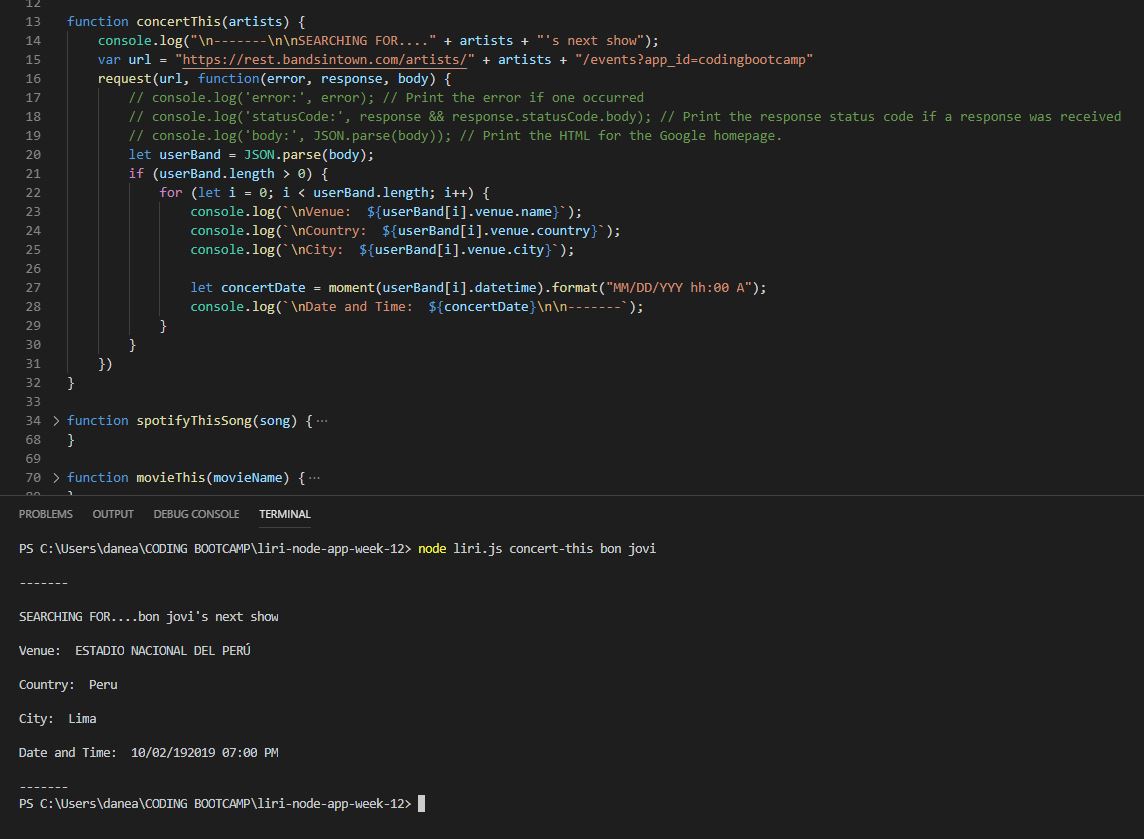 12
13 function concertThis(artists) {
14 console.log("\n-------\n\nSEARCHING FOR...." + artists + "'s next show");
15 var url = "https://rest.bandsintown.com/artists/" + artists + "/events?app_id=codingbootcamp"
16 request(url, function(error, response, body) {
17 // console.log('error:', error); // Print the error if one occurred
18 // console.log('statusCode:', response && response.statusCode.body); // Print the response status code if a response was received
19 // console.log('body:', JSON.parse(body)); // Print the HTML for the Google homepage.
20 let userBand = JSON.parse(body);
21 if (userBand.length > 0) {
22 for (let i = 0; i < userBand.length; i++) {
23 console.log(`\nVenue:  ${userBand[i].venue.name}`);
24 console.log(`\nCountry:  ${userBand[i].venue.country}`);
25 console.log(`\nCity:  ${userBand[i].venue.city}`);
26
27 let concertDate = moment(userBand[i].datetime).format("MM/DD/YYY hh:00 A");
28 console.log(`\nDate and Time:  ${concertDate}\n\n-------`);
29 }
30 }
31 })
32 }
33
34 function spotifyThisSong(song) { ...
68 }
69
70 function movieThis(movieName) { ...
}
PROBLEMS OUTPUT DEBUG CONSOLE TERMINAL
PS C:\Users\danea\CODING BOOTCAMP\liri-node-app-week-12> node liri.js concert-this bon jovi
-------
SEARCHING FOR....bon jovi's next show
Venue:  ESTADIO NACIONAL DEL PERÚ
Country:  Peru
City:  Lima
Date and Time:  10/02/192019 07:00 PM
-------
PS C:\Users\danea\CODING BOOTCAMP\liri-node-app-week-12>